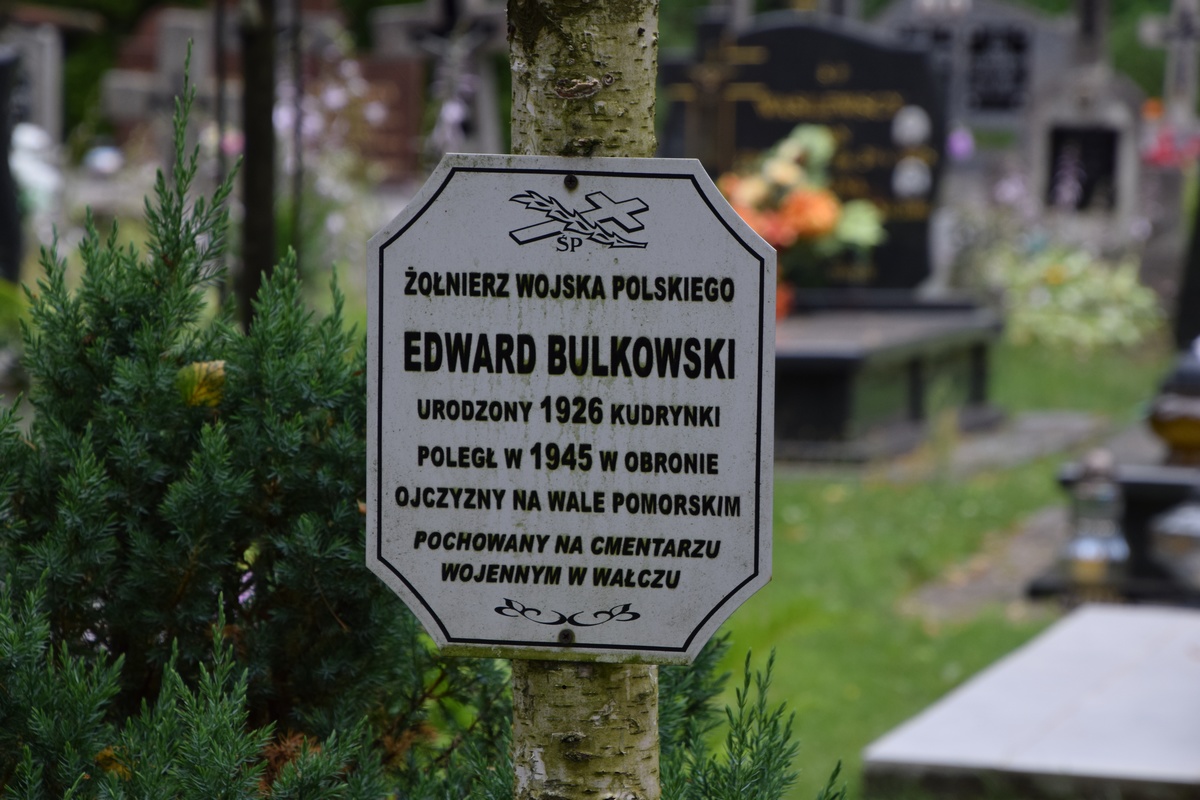 ŚP
ŻOŁNIERZ WOJSKA POLSKIEGO
EDWARD BULKOWSKI
URODZONY 1926 KUDRYNKI
POLEGŁ W 1945 W OBRONIE
OJCZYZNY NA WALE POMORSKIM
POCHOWANY NA CMENTARZU
WOJENNYM W WAŁCZU